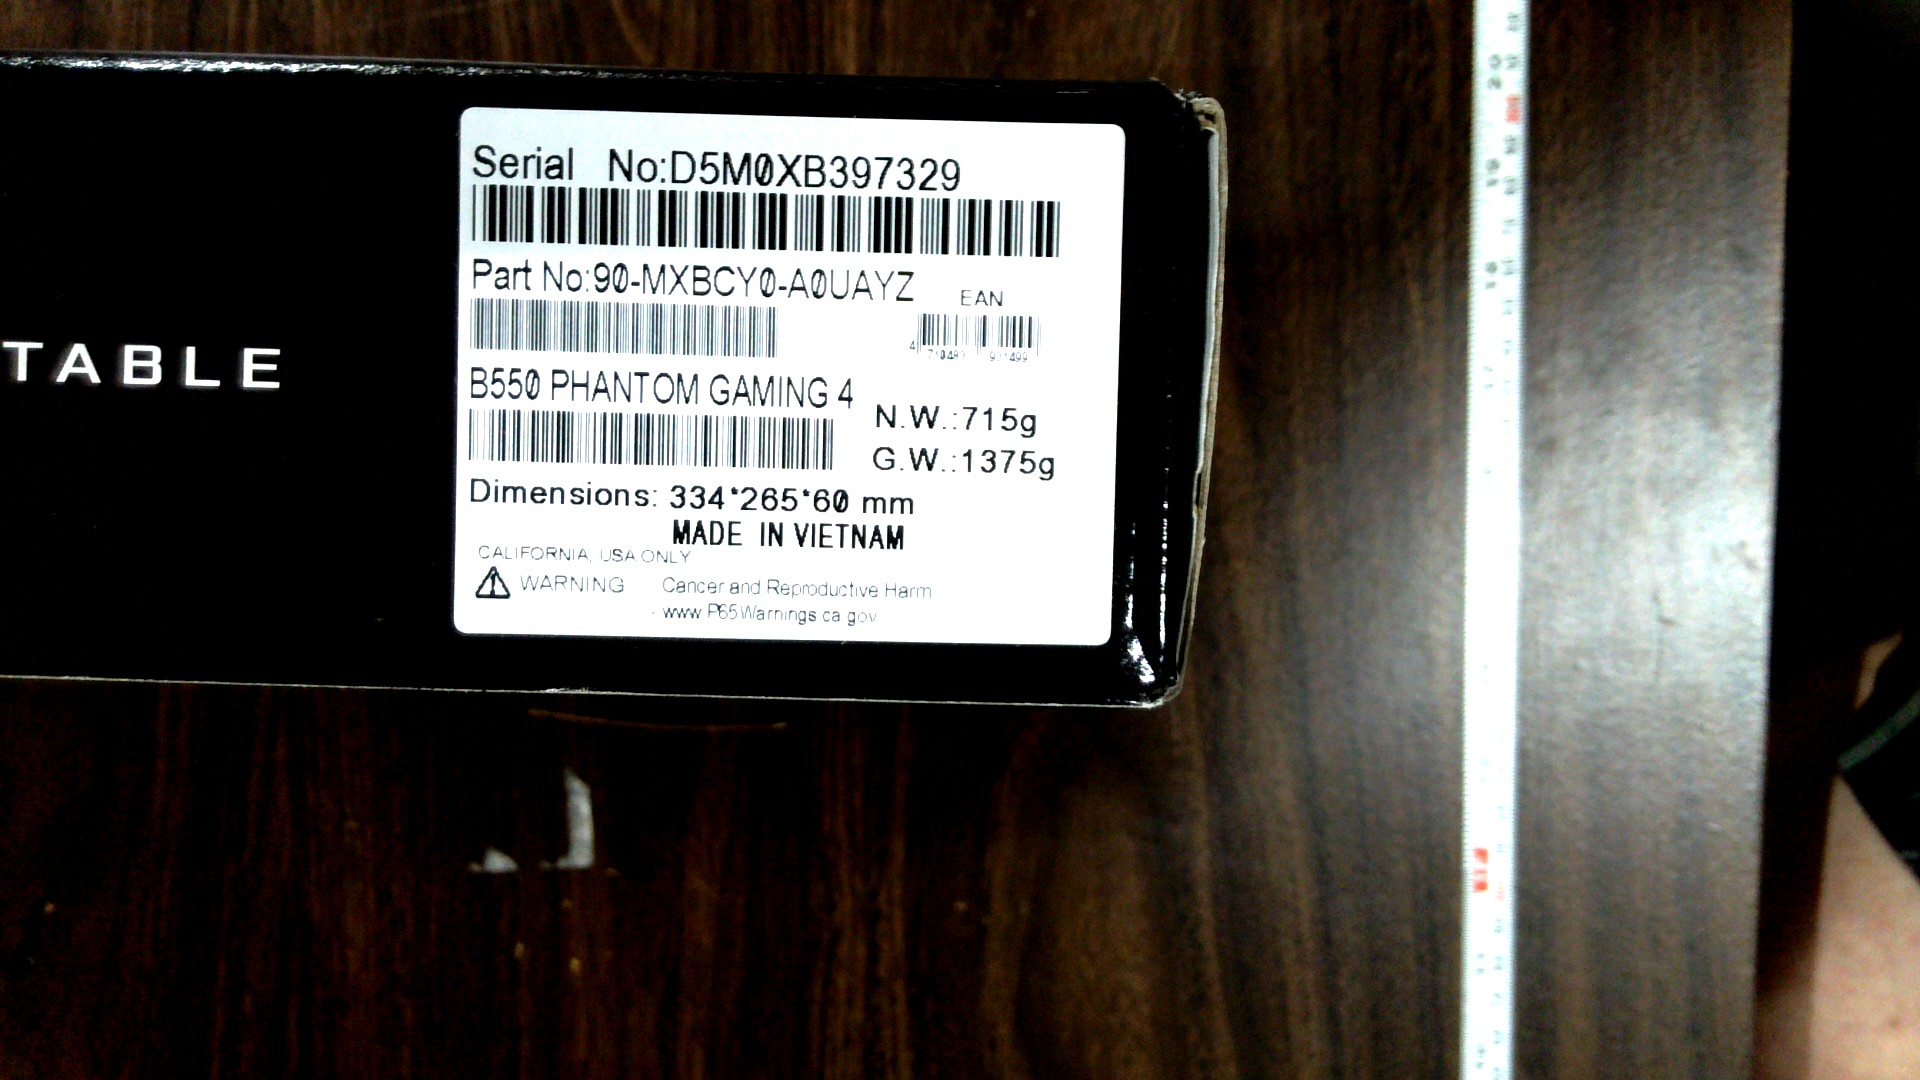 TABLE
Serial No:D5M0XB397329
Part No:90-MXBCY0-A0UAYZ
EAN
B550 PHANTOM GAMING 4
N.W.:715g
G.W.:1375g
Dimensions: 334*265*60 mm
MADE IN VIETNAM
CALIFORNIA, USA ONLY
WARNING Cancer and Reproductive Harm
- www.P65Warnings.ca.gov